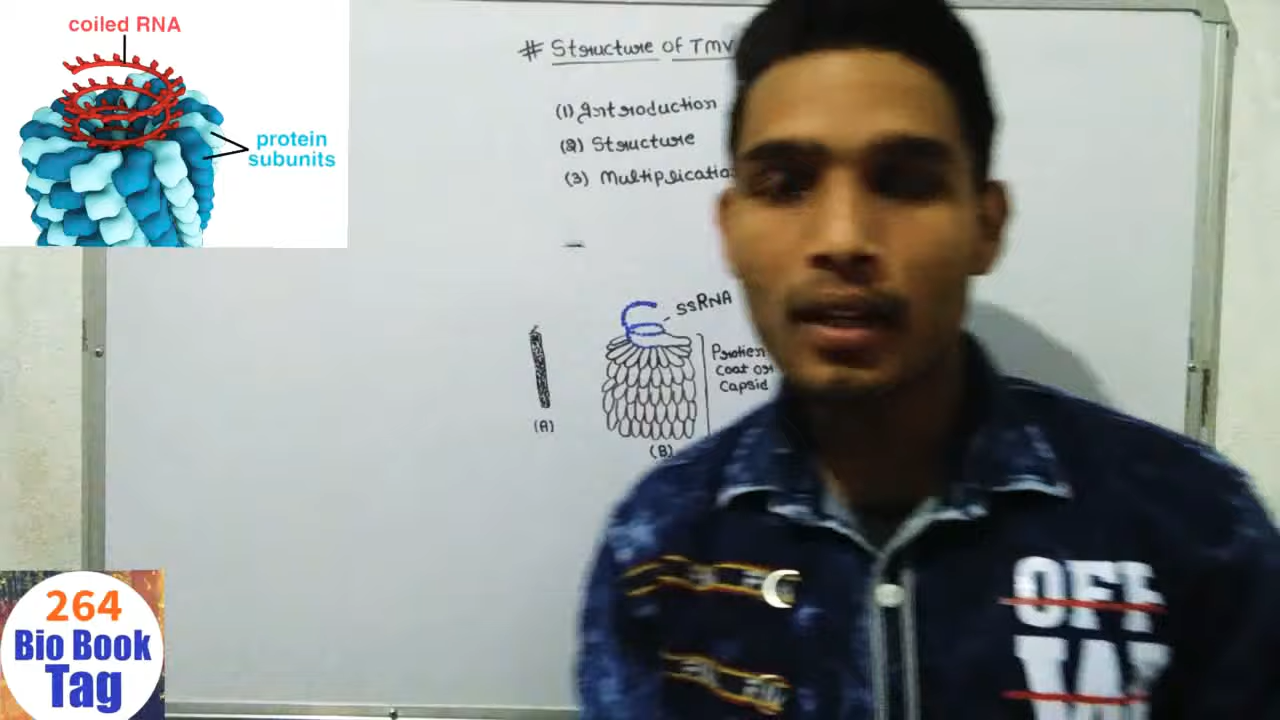 coiled RNA
protein
subunits
# Structure of TMV
(1) Introduction
(2) Structure
(3) Multiplicatio
ssRNA
Protien
coat or
capsid
(A)
(B)
264
Bio Book
Tag
OFF